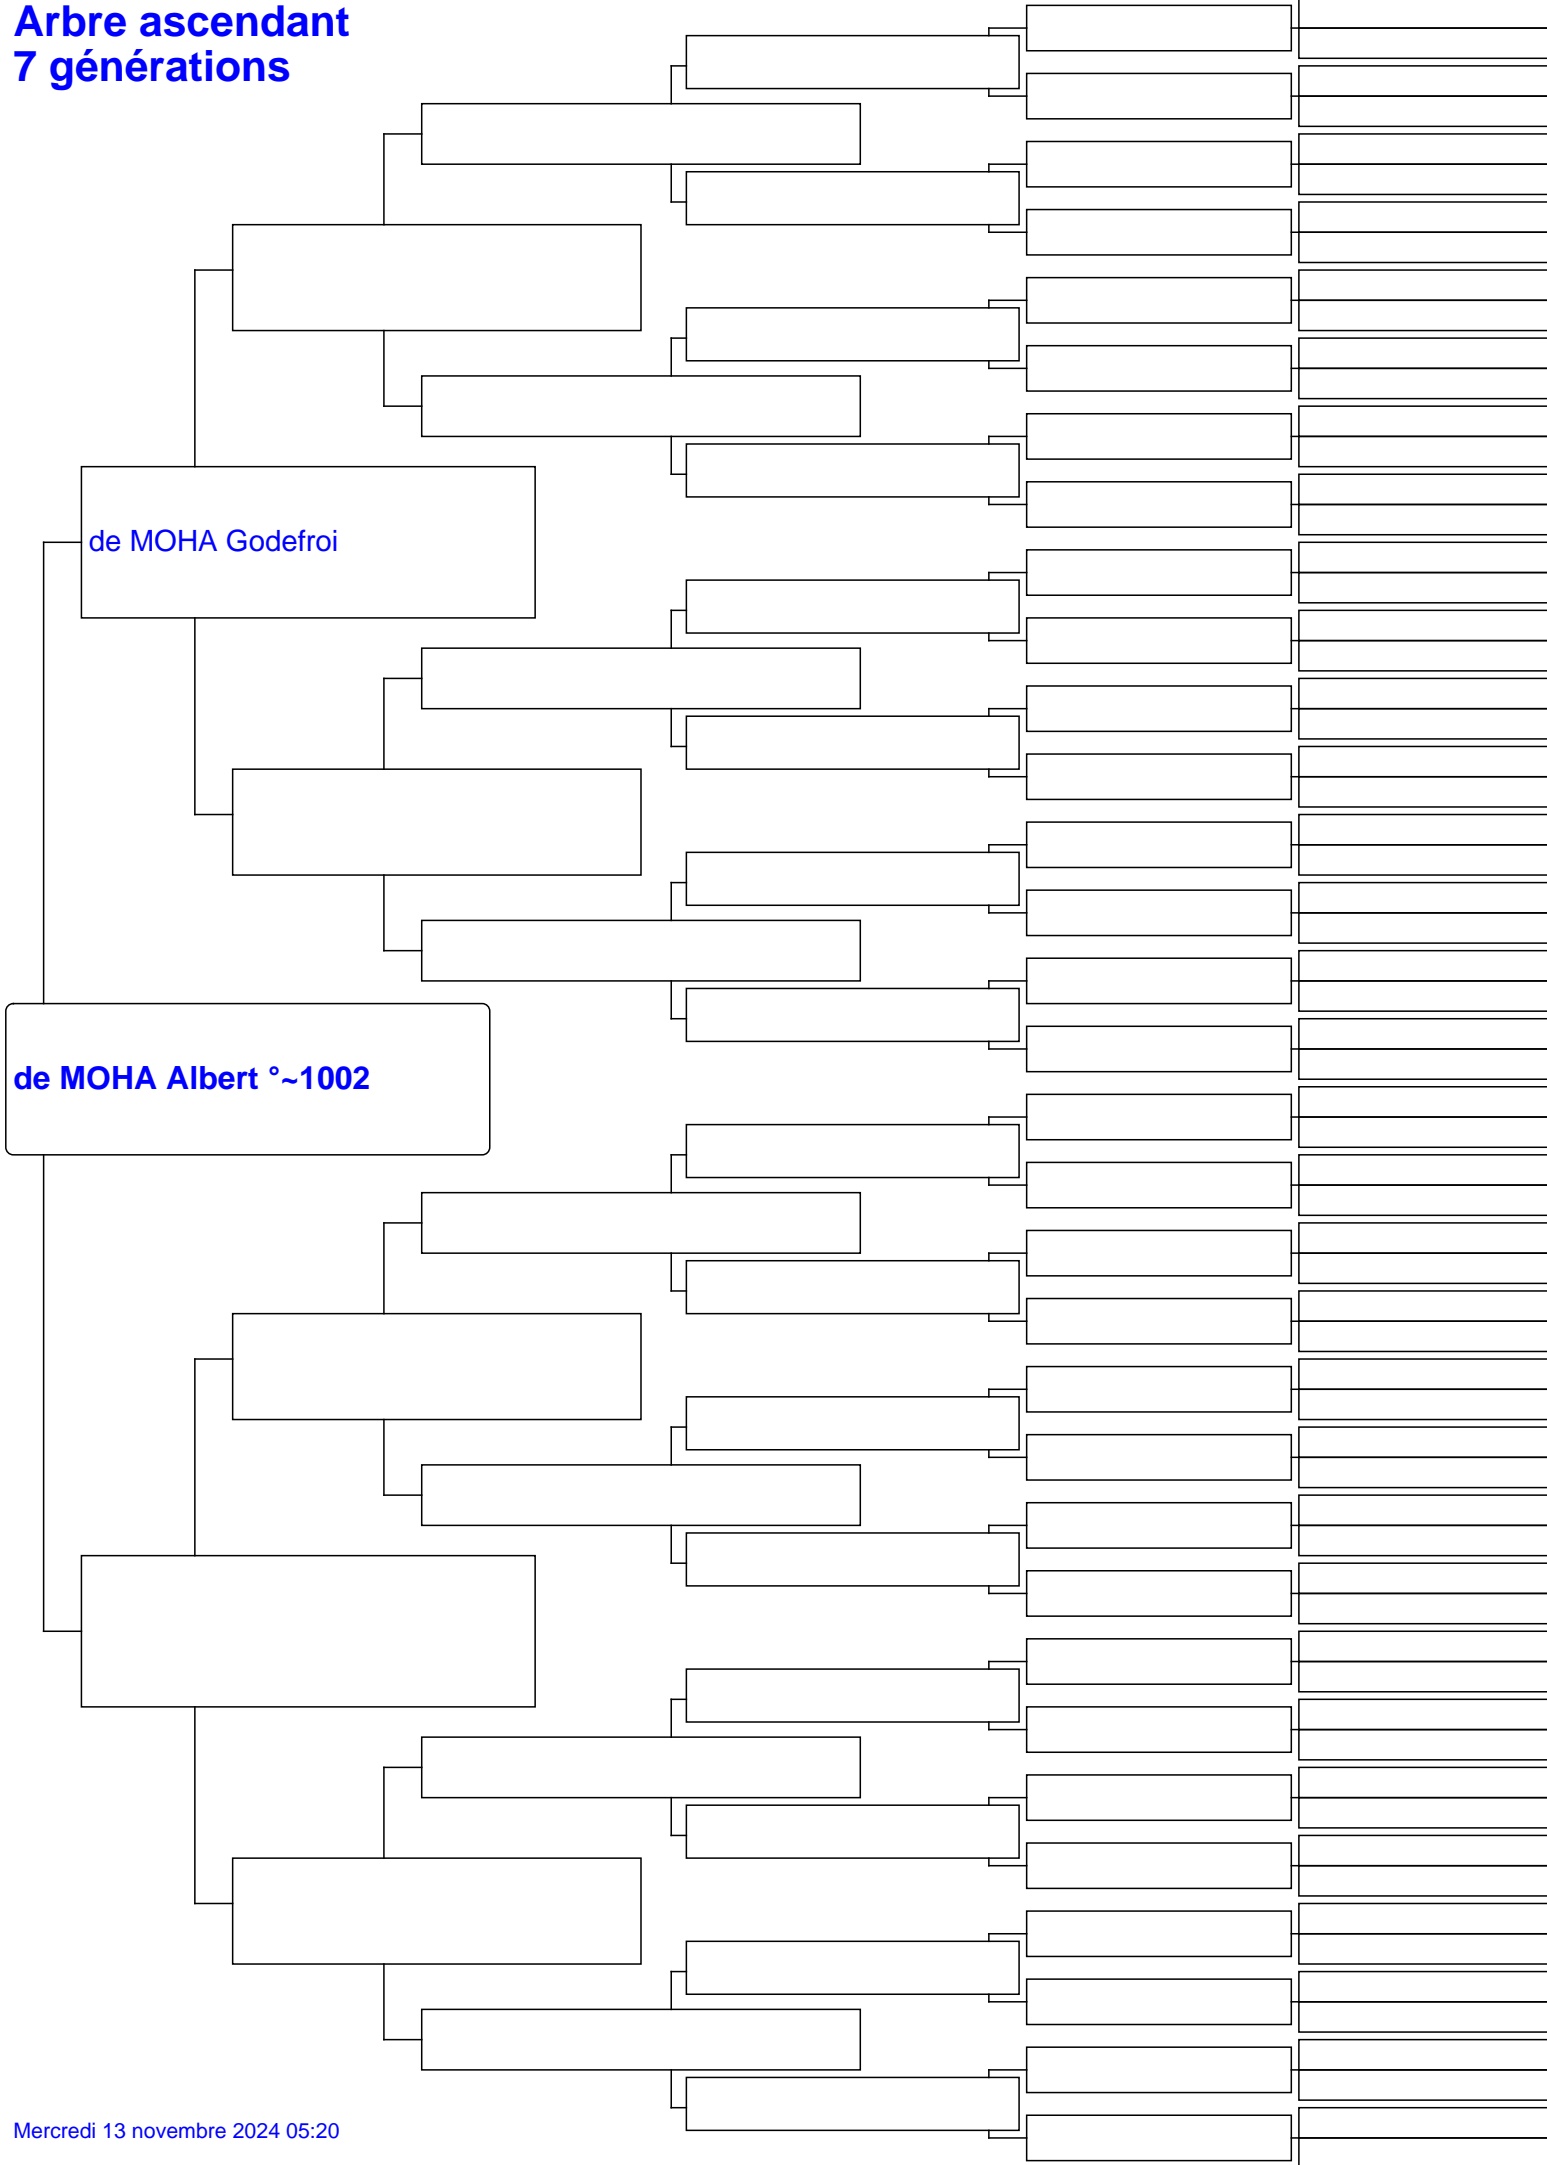 Arbre ascendant
7 générations
de MOHA Godefroi
de MOHA Albert °~1002
Mercredi 13 novembre 2024 05:20